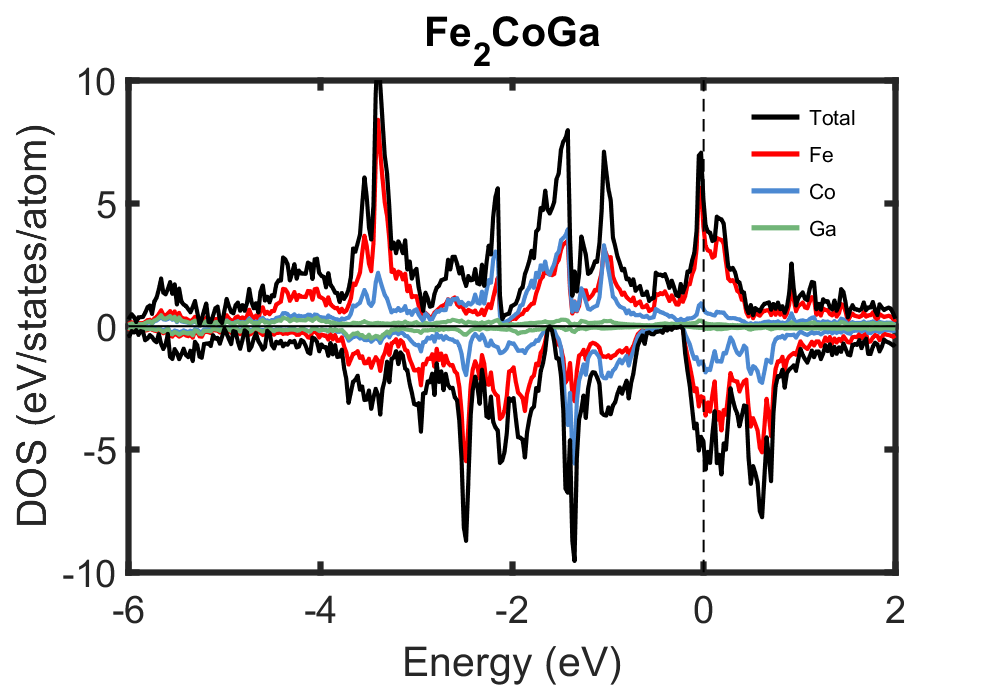 Fe2CoGa
DOS (eV/states/atom)
10
5
0
-5
-10
Total
Fe
Co
Ga
0
-6
-4
-2
0
2
Energy (eV)